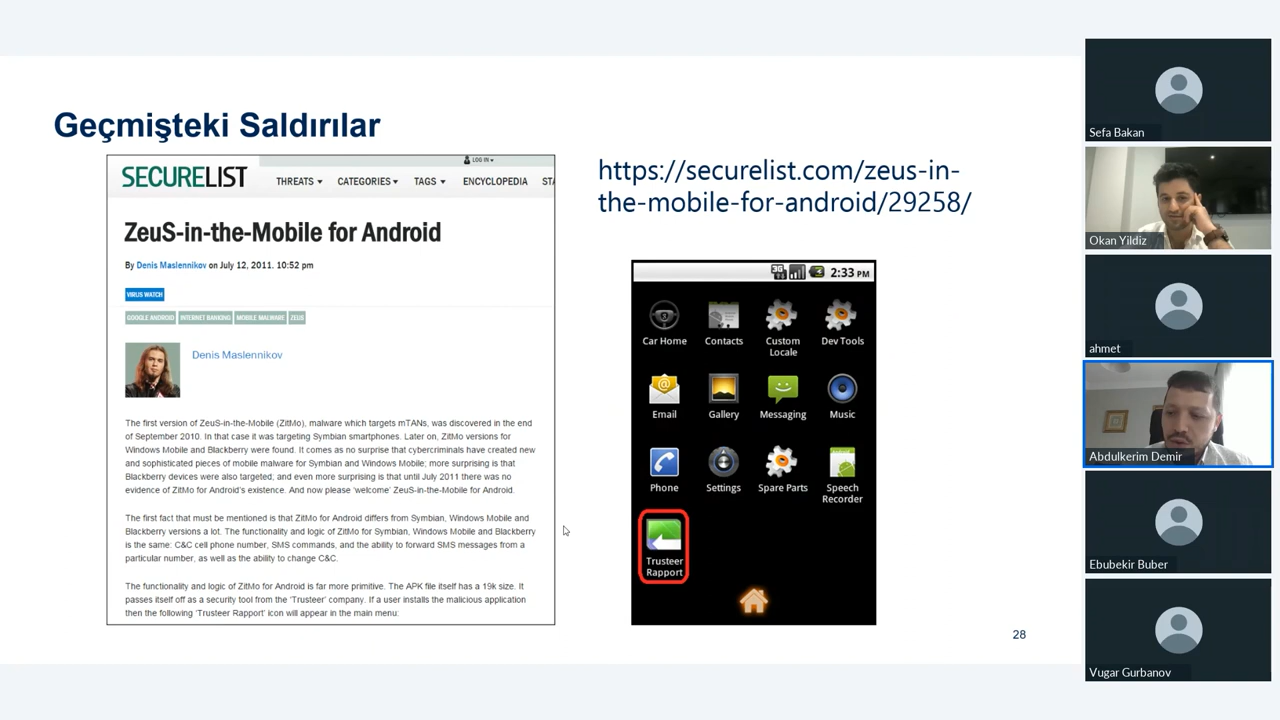 Geçmişteki Saldırılar
SECURELIST
LOG IN
THREATS
CATEGORIES
TAGS
ENCYCLOPEDIA
STA
ZeuS-in-the-Mobile for Android
By Denis Maslennikov on July 12, 2011. 10:52 pm
VIRUS WATCH
GOOGLE ANDROID
INTERNET BANKING
MOBILE MALWARE
ZEUS
Denis Maslennikov
The first version of ZeuS-in-the-Mobile (ZitMo), malware which targets mTANs, was discovered in the end
of September 2010. In that case it was targeting Symbian smartphones. Later on, ZitMo versions for
Windows Mobile and Blackberry were found. It comes as no surprise that cybercriminals have created new
and sophisticated pieces of mobile malware for Symbian and Windows Mobile; more surprising is that
Blackberry devices were also targeted; and even more surprising is that until July 2011 there was no
evidence of ZitMo for Android's existence. And now please 'welcome' ZeuS-in-the-Mobile for Android.
The first fact that must be mentioned is that ZitMo for Android differs from Symbian, Windows Mobile and
Blackberry versions a lot. The functionality and logic of ZitMo for Symbian, Windows Mobile and Blackberry
is the same: C&C cell phone number, SMS commands, and the ability to forward SMS messages from a
particular number, as well as the ability to change C&C.
The functionality and logic of ZitMo for Android is far more primitive. The APK file itself has a 19k size. It
passes itself off as a security tool from the 'Trusteer' company. If a user installs the malicious application
then the following 'Trusteer Rapport' icon will appear in the main menu:
https://securelist.com/zeus-in-
the-mobile-for-android/29258/
3G
2:33 PM
Car Home
Contacts
Custom
Locale
Dev Tools
Email
Gallery
Messaging
Music
Phone
Settings
Spare Parts
Speech
Recorder
Trusteer
Rapport
28
Sefa Bakan
Okan Yildiz
ahmet
Abdulkerim Demir
Ebubekir Buber
Vugar Gurbanov